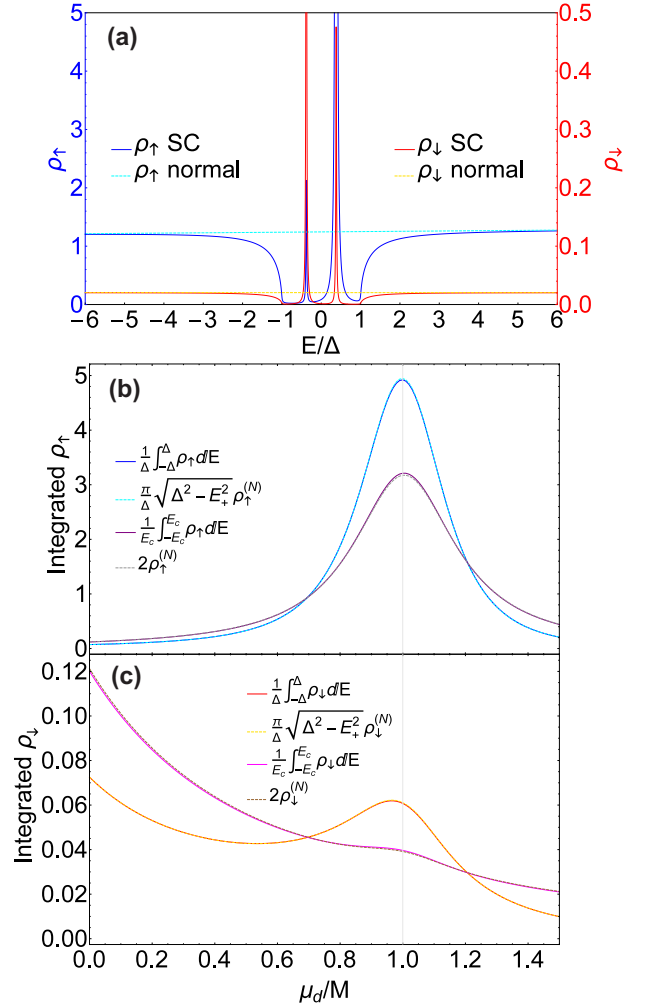 (a)
5
4
3
2
1
0
ρ↑
ρ↑ SC
ρ↑ normal
ρ↓ SC
ρ↓ normal
0.5
0.4
0.3
0.2
0.1
0.0
ρ↓
−6 −5 −4 −3 −2 −1 0 1 2 3 4 5 6
E/Δ
(b)
5
4
3
2
1
0
Integrated ρ↑
1/Δ ∫_{−Δ}^{Δ} ρ↑ dE
π/Δ √(Δ² − E₊²) ρ↑^(N)
1/E_c ∫_{−E_c}^{E_c} ρ↑ dE
2ρ↑^(N)
(c)
0.12
0.10
0.08
0.06
0.04
0.02
0.00
Integrated ρ↓
1/Δ ∫_{−Δ}^{Δ} ρ↓ dE
π/Δ √(Δ² − E₊²) ρ↓^(N)
1/E_c ∫_{−E_c}^{E_c} ρ↓ dE
2ρ↓^(N)
0.0 0.2 0.4 0.6 0.8 1.0 1.2 1.4
μ_d/M